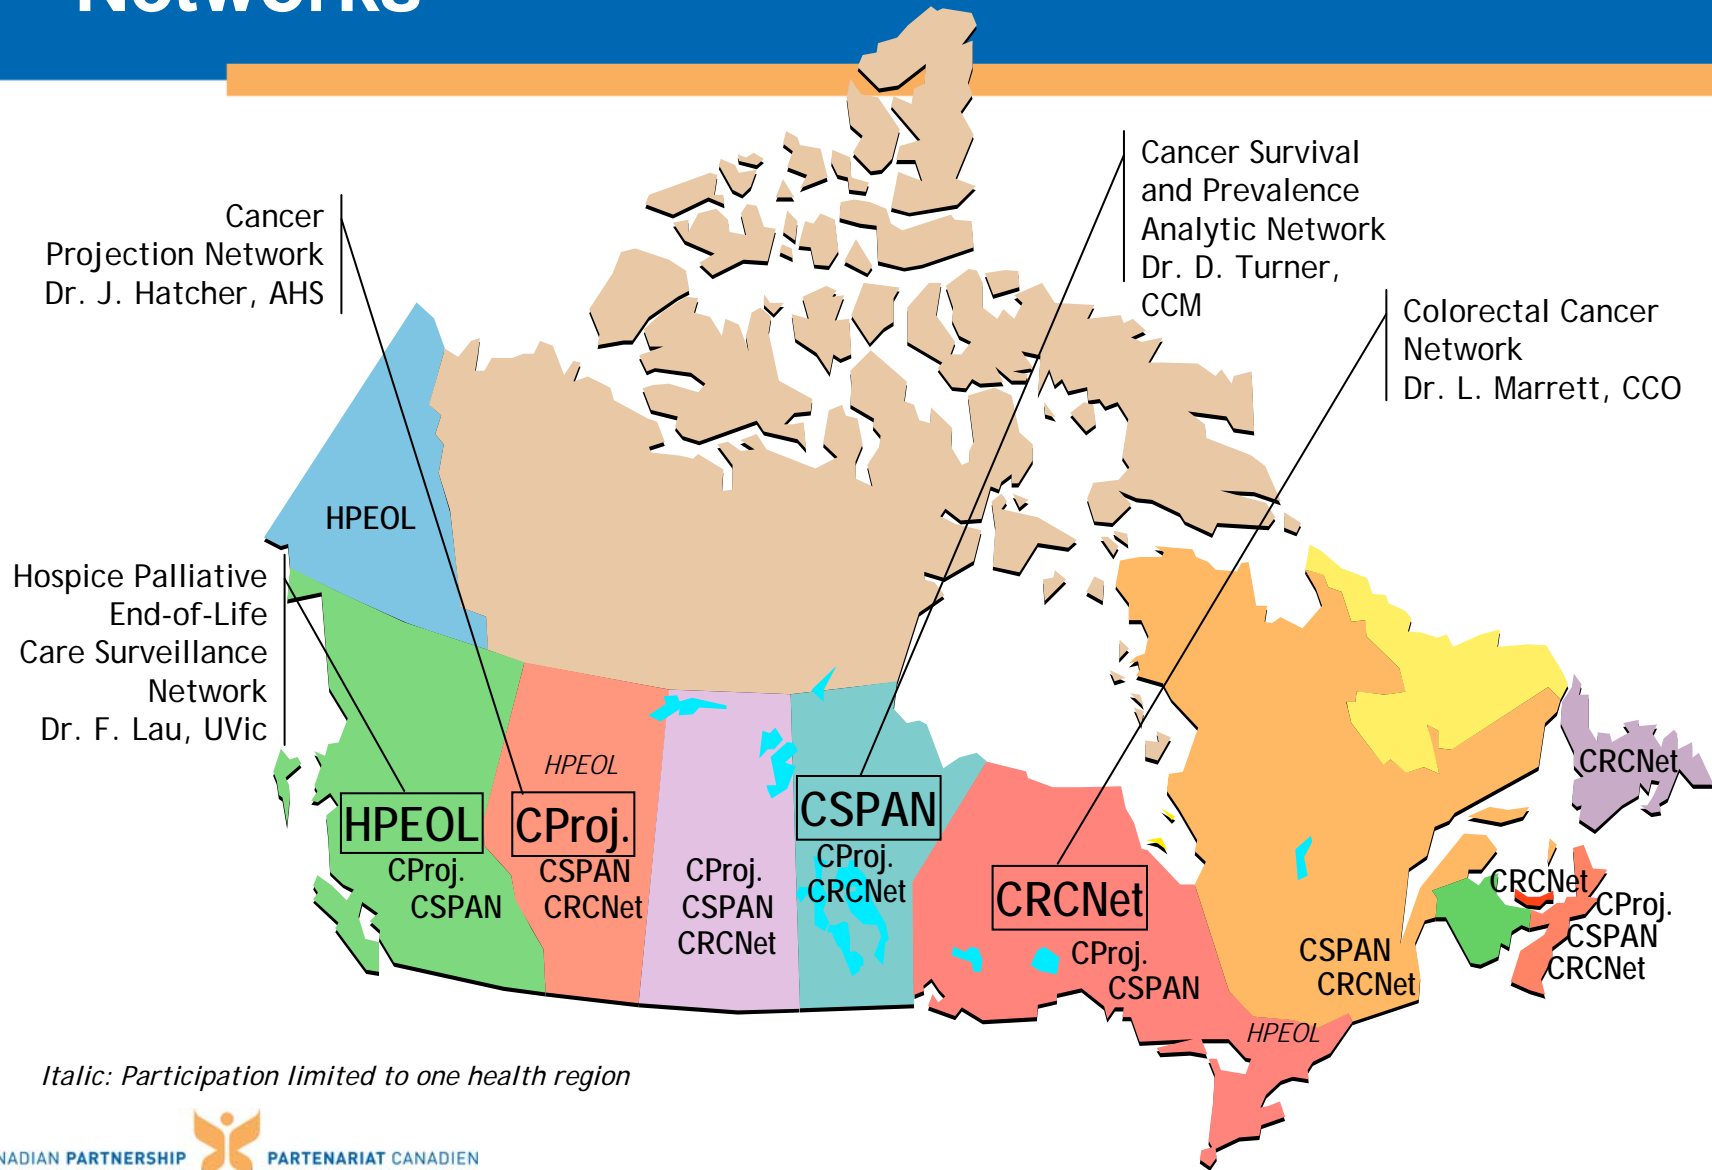 Networks
Cancer
Projection Network
Dr. J. Hatcher, AHS
Cancer Survival
and Prevalence
Analytic Network
Dr. D. Turner,
CCM
Colorectal Cancer
Network
Dr. L. Marrett, CCO
HPEOL
Hospice Palliative
End-of-Life
Care Surveillance
Network
Dr. F. Lau, UVic
HPEOL
CProj.
CSPAN
HPEOL
CProj.
CSPAN
CRCNet
CProj.
CSPAN
CRCNet
CSPAN
CProj.
CRCNet
CRCNet
CProj.
CSPAN
HPEOL
CSPAN
CRCNet
CRCNet
CRCNet
CProj.
CSPAN
CRCNet
Italic: Participation limited to one health region
NADIAN PARTNERSHIP PARTENARIAT CANADIEN